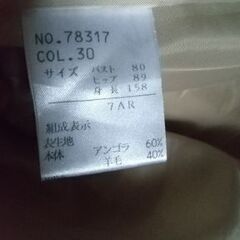 NO.78317
COL.30
サイズ バスト 80
ヒップ 89
身長 158
7AR
組成表示
表生地
本体 アンゴラ 60%
羊毛 40%